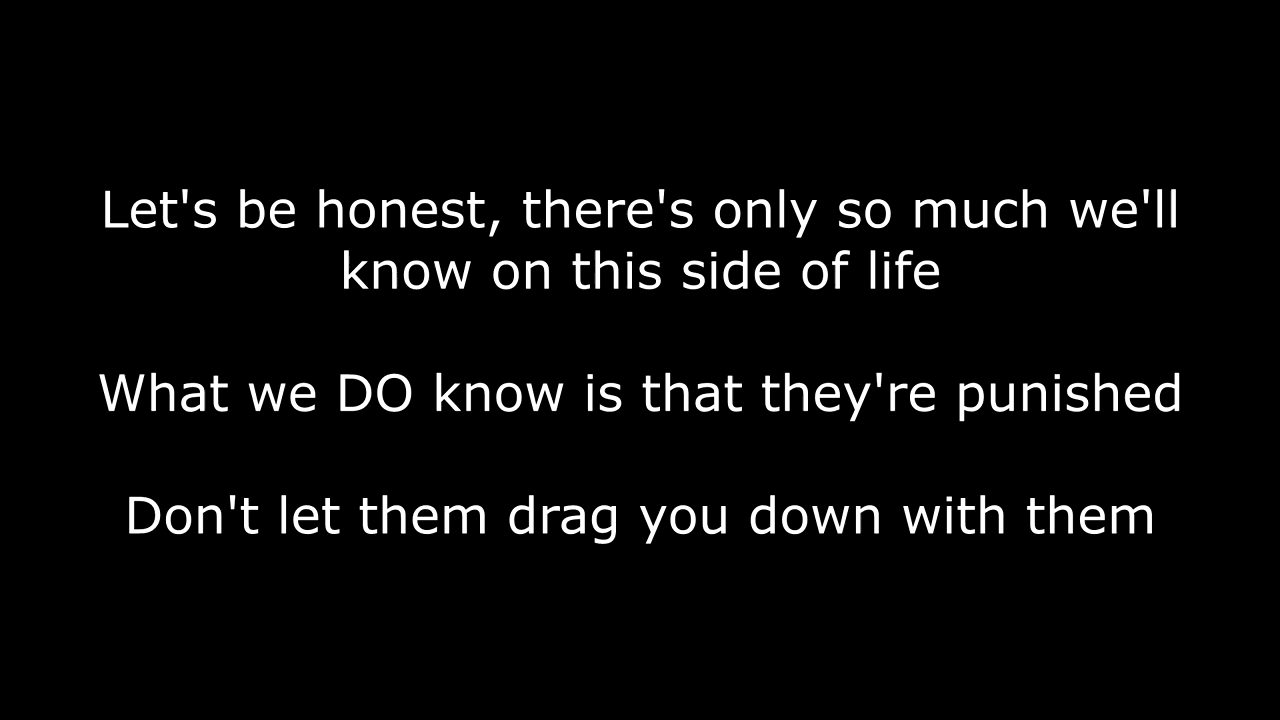 Let's be honest, there's only so much we'll
know on this side of life
What we DO know is that they're punished
Don't let them drag you down with them